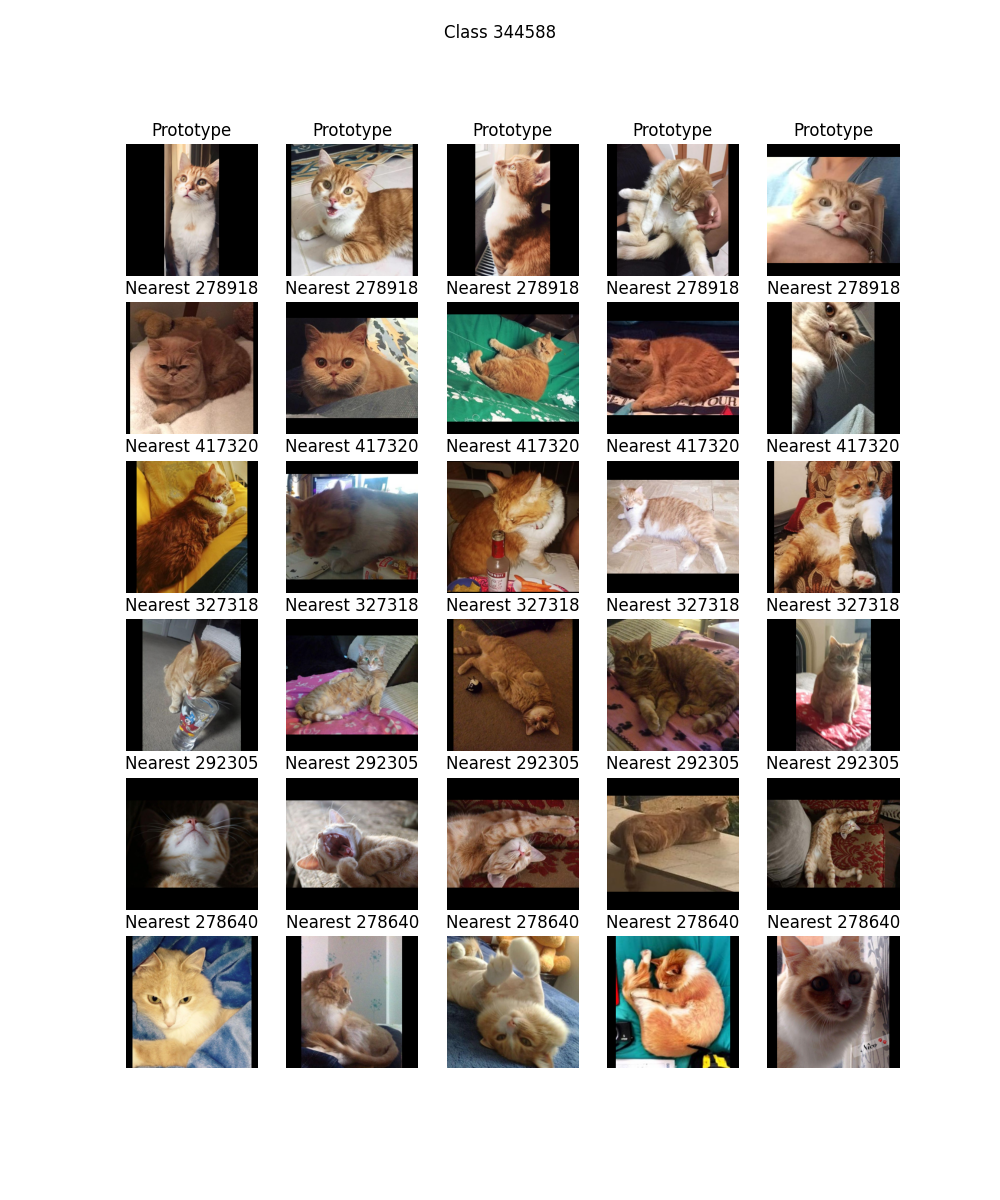 Class 344588
Prototype Prototype Prototype Prototype Prototype
Nearest 278918 Nearest 278918 Nearest 278918 Nearest 278918 Nearest 278918
Nearest 417320 Nearest 417320 Nearest 417320 Nearest 417320 Nearest 417320
Nearest 327318 Nearest 327318 Nearest 327318 Nearest 327318 Nearest 327318
Nearest 292305 Nearest 292305 Nearest 292305 Nearest 292305 Nearest 292305
Nearest 278640 Nearest 278640 Nearest 278640 Nearest 278640 Nearest 278640
Nico